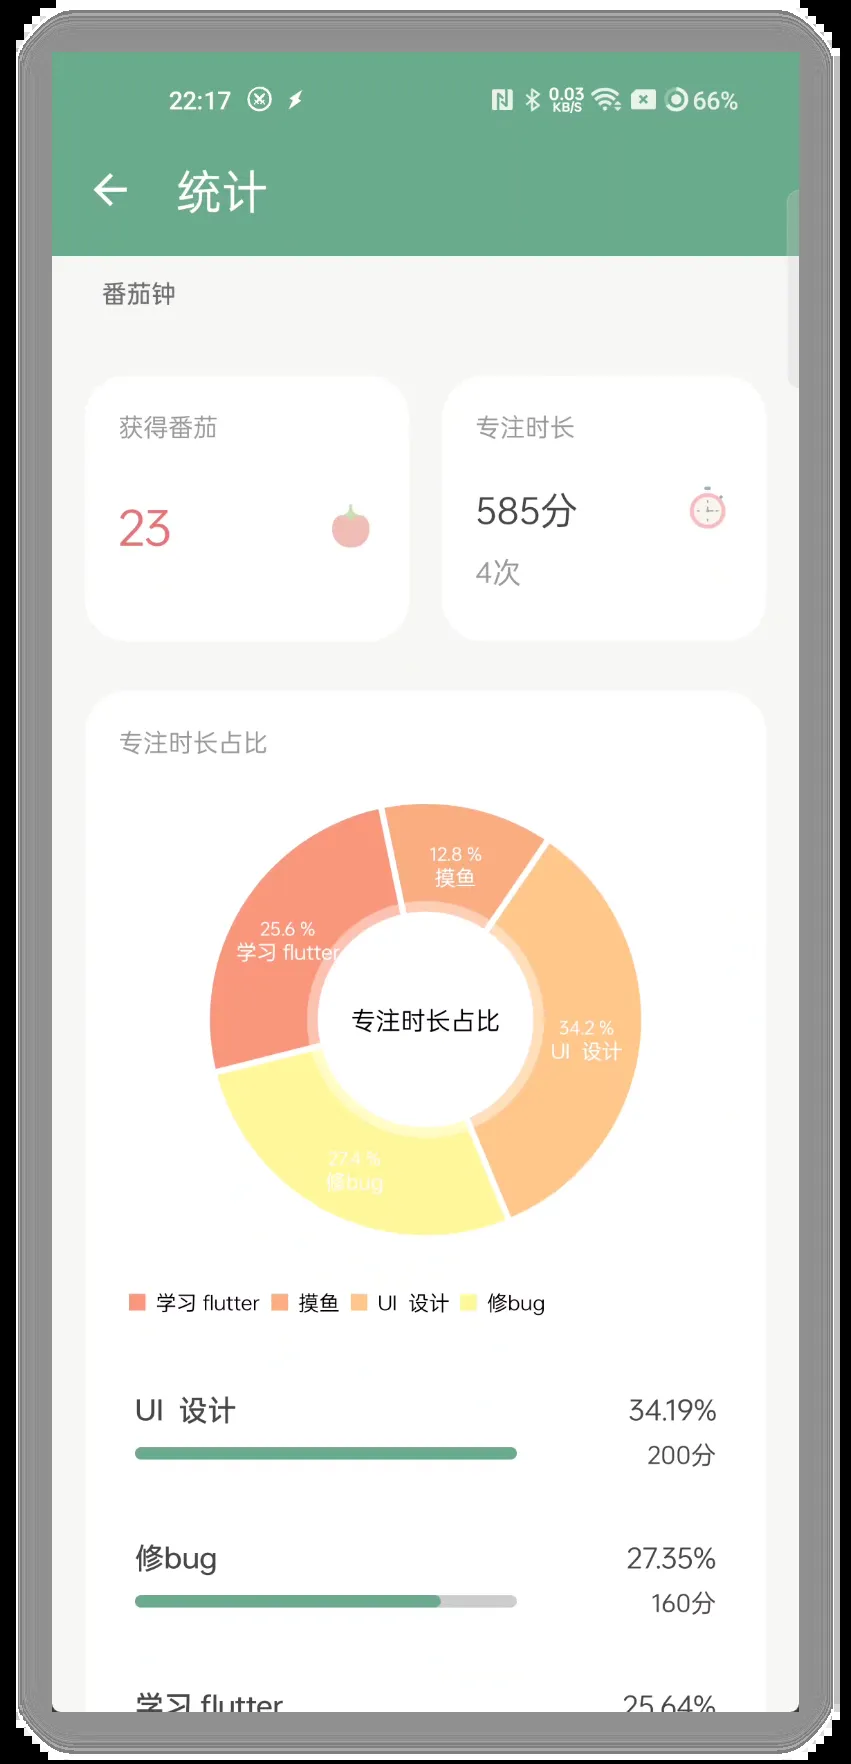 22:17 0.03 KB/S 66%
统计
番茄钟
获得番茄
23
专注时长
585分
4次
专注时长占比
12.8 %
摸鱼
25.6 %
学习 flutter
专注时长占比
34.2 %
UI 设计
27.4 %
修bug
学习 flutter 摸鱼 UI 设计 修bug
UI 设计 34.19%
200分
修bug 27.35%
160分
学习 flutter 25.64%